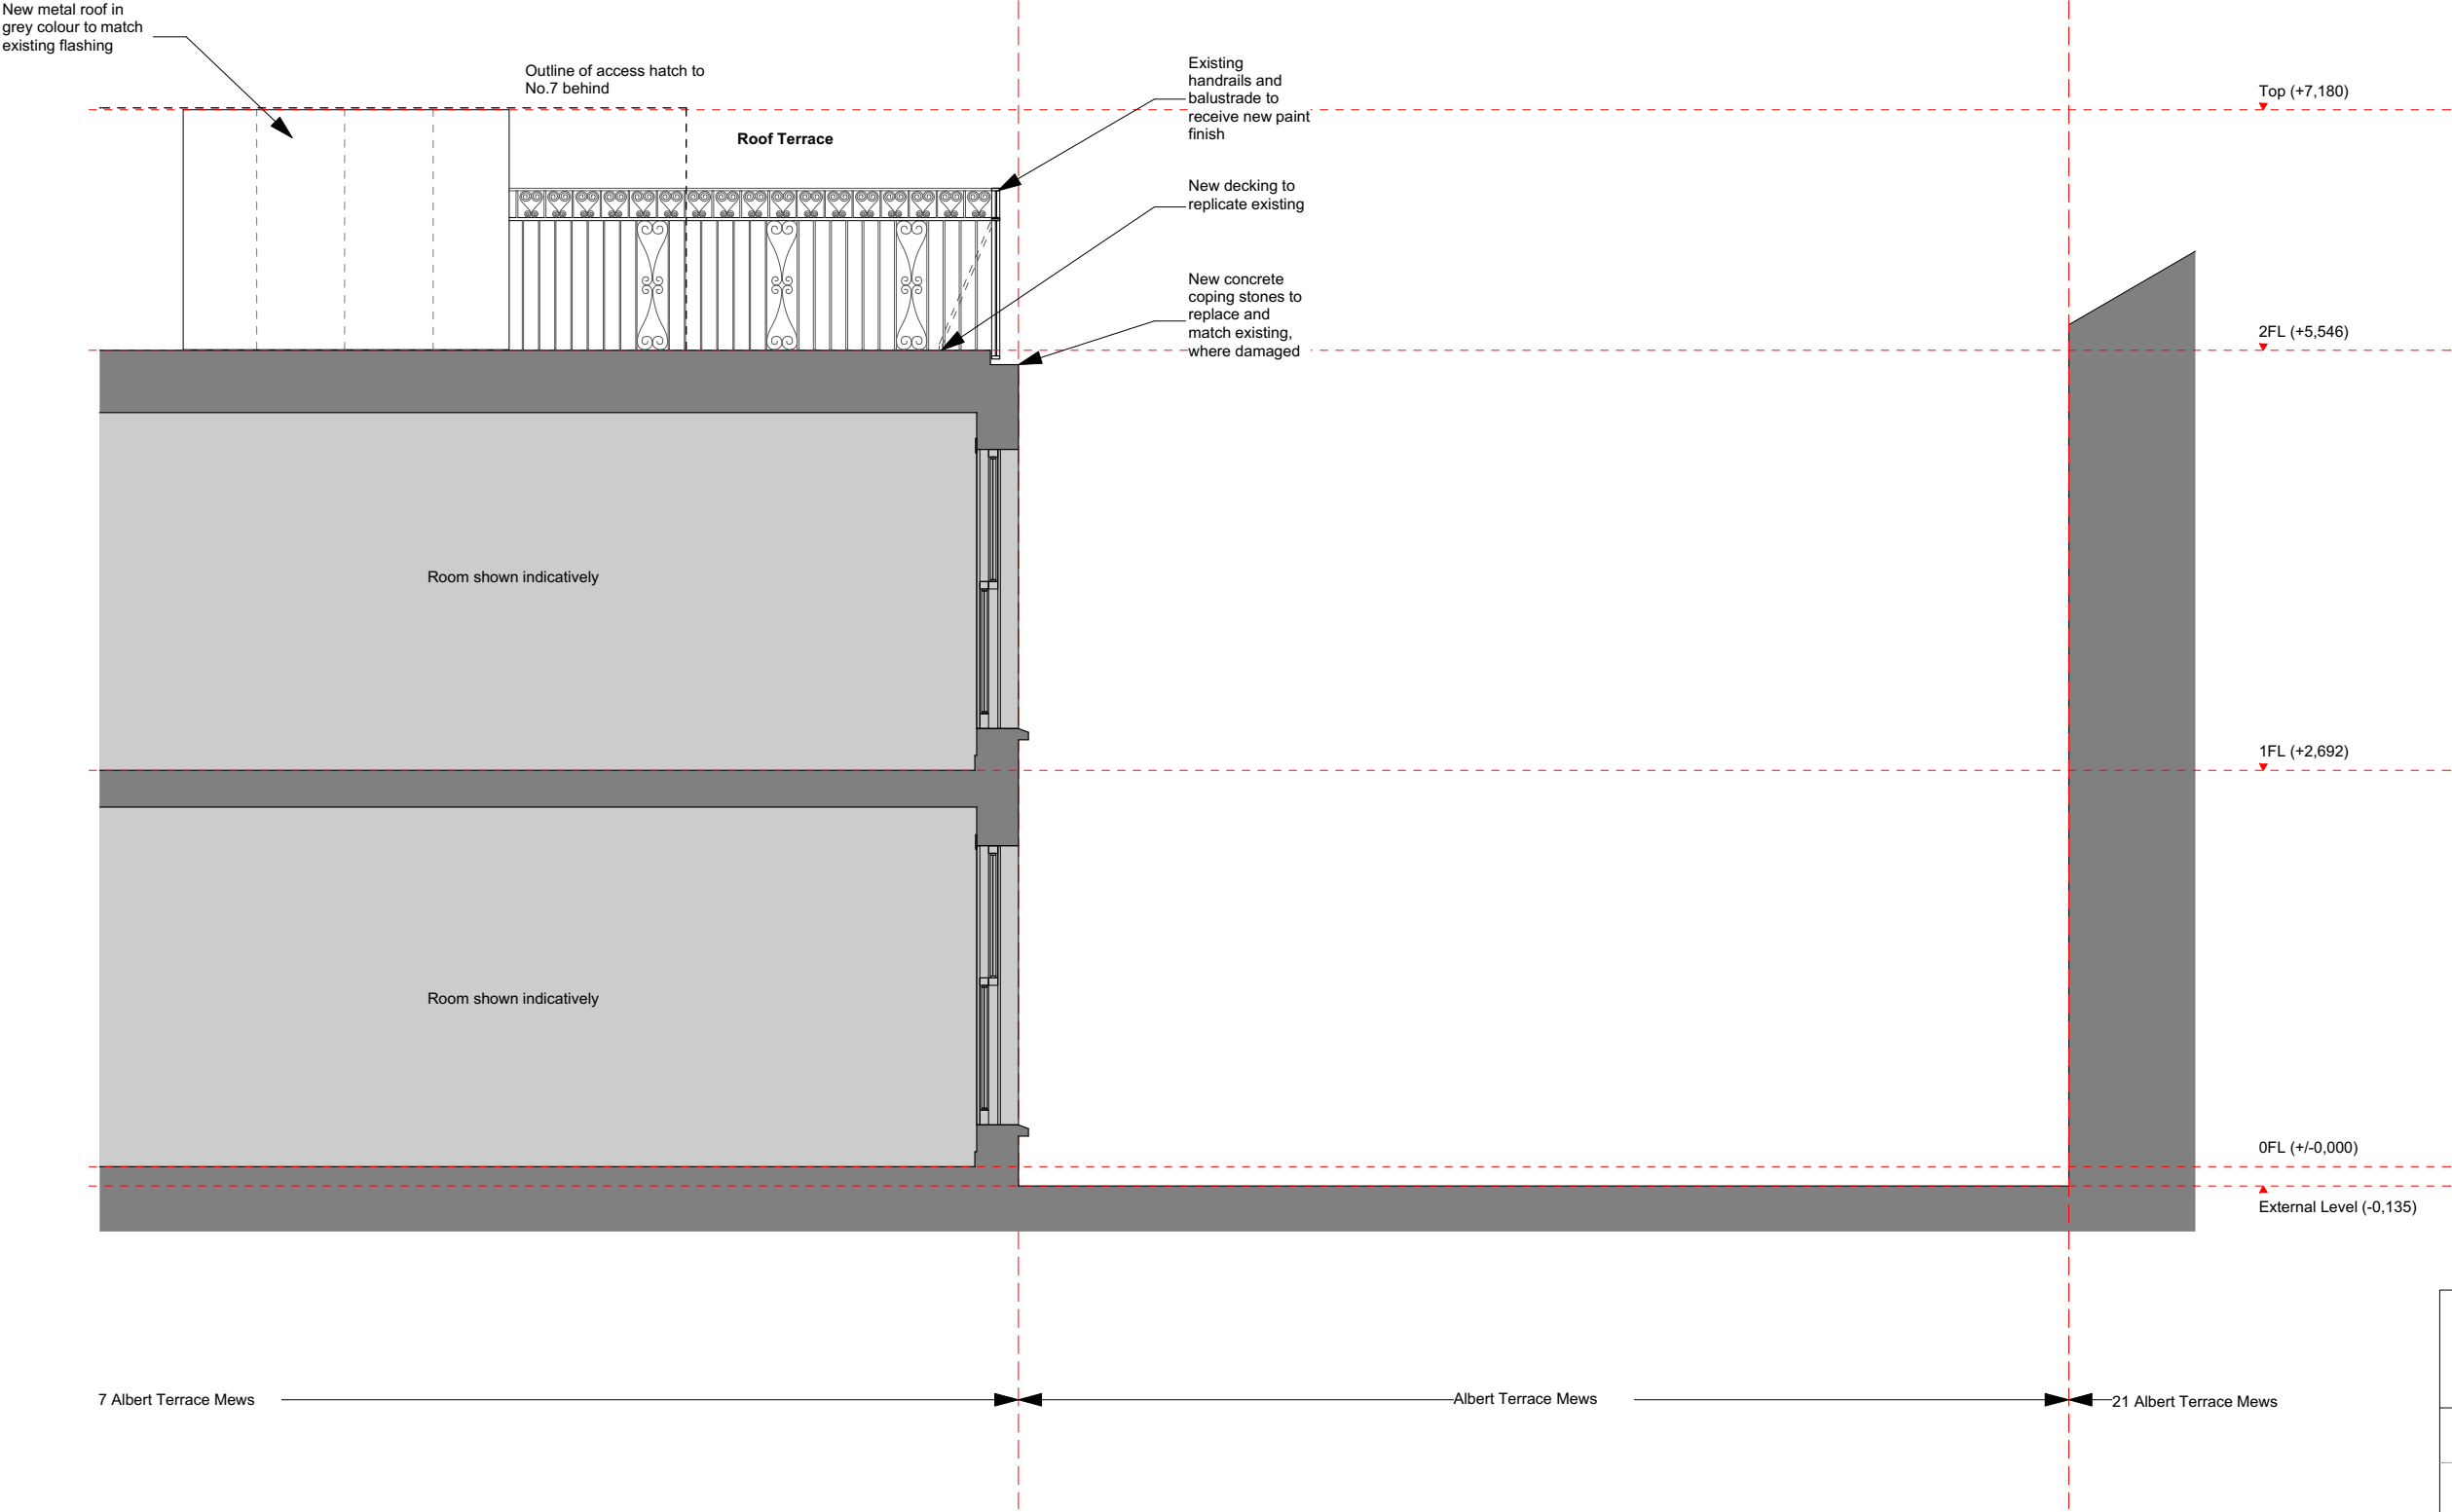 New metal roof in
grey colour to match
existing flashing
Outline of access hatch to
No.7 behind
Roof Terrace
Existing
handrails and
balustrade to
receive new paint
finish
New decking to
replicate existing
New concrete
coping stones to
replace and
match existing,
where damaged
Top (+7,180)
2FL (+5,546)
Room shown indicatively
1FL (+2,692)
Room shown indicatively
0FL (+/-0,000)
External Level (-0,135)
7 Albert Terrace Mews
Albert Terrace Mews
21 Albert Terrace Mews